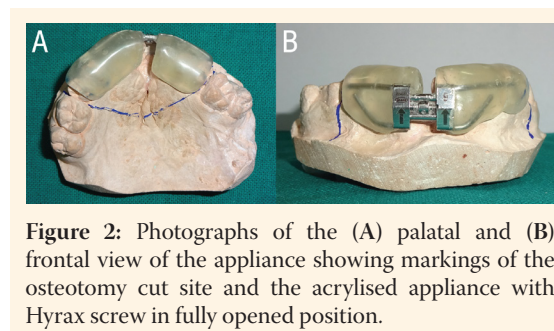 A
B
Figure 2: Photographs of the (A) palatal and (B)
frontal view of the appliance showing markings of the
osteotomy cut site and the acrylised appliance with
Hyrax screw in fully opened position.